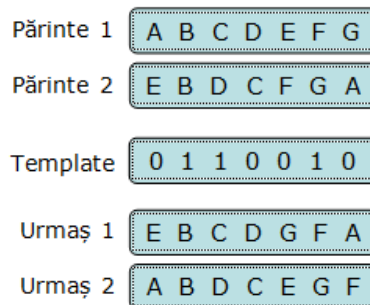 Părinte 1 A B C D E F G
Părinte 2 E B D C F G A
Template 0 1 1 0 0 1 0
Urmaș 1 E B C D G F A
Urmaș 2 A B D C E G F